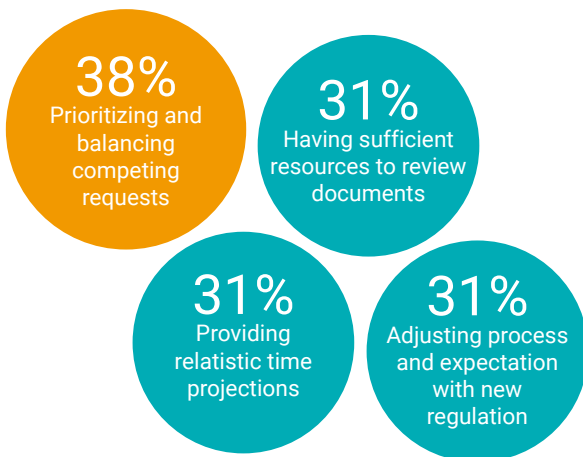 38%
Prioritizing and
balancing
competing
requests
31%
Having sufficient
resources to review
documents
31%
Providing
relatistic time
projections
31%
Adjusting process
and expectation
with new
regulation